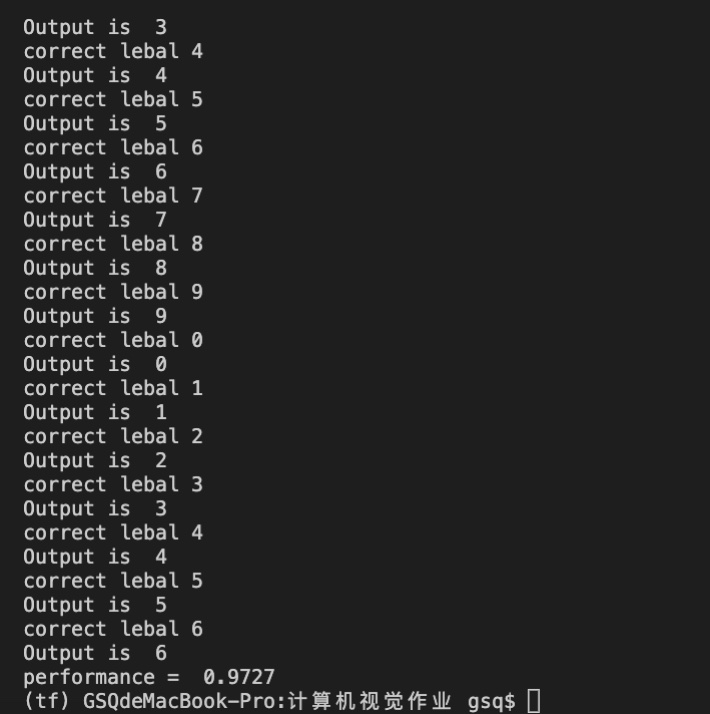 Output is  3
correct lebal 4
Output is  4
correct lebal 5
Output is  5
correct lebal 6
Output is  6
correct lebal 7
Output is  7
correct lebal 8
Output is  8
correct lebal 9
Output is  9
correct lebal 0
Output is  0
correct lebal 1
Output is  1
correct lebal 2
Output is  2
correct lebal 3
Output is  3
correct lebal 4
Output is  4
correct lebal 5
Output is  5
correct lebal 6
Output is  6
performance =  0.9727
(tf) GSQdeMacBook-Pro:计算机视觉作业 gsq$